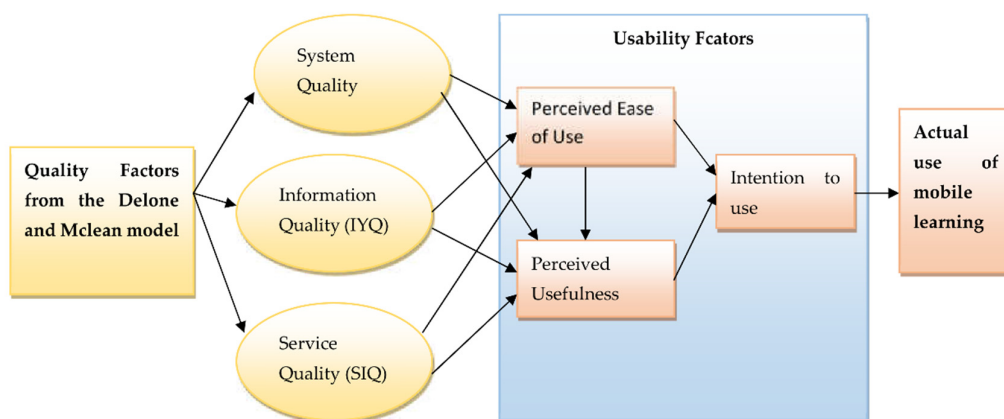 Quality Factors
from the Delone
and Mclean model
System
Quality
Information
Quality (IYQ)
Service
Quality (SIQ)
Usability Fcators
Perceived Ease
of Use
Perceived
Usefulness
Intention to
use
Actual
use of
mobile
learning